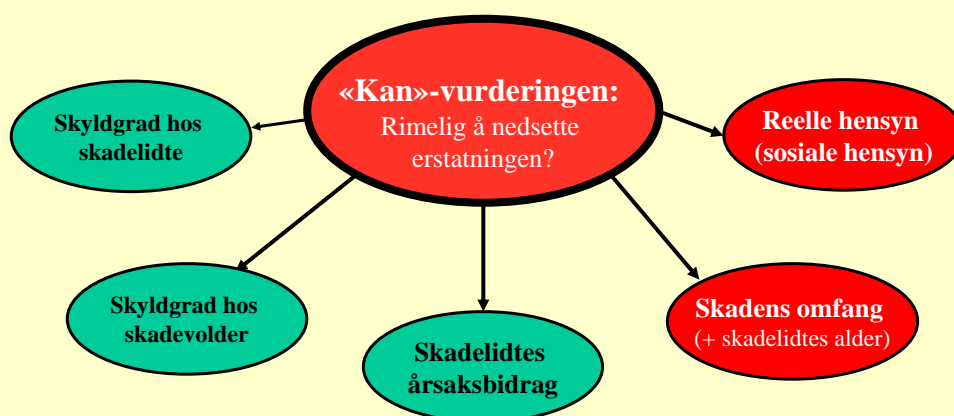 «Kan»-vurderingen:
Rimelig å nedsette
erstatningen?
Skyldgrad hos
skadelidte
Reelle hensyn
(sosiale hensyn)
Skyldgrad hos
skadevolder
Skadelidtes
årsaksbidrag
Skadens omfang
(+ skadelidtes alder)